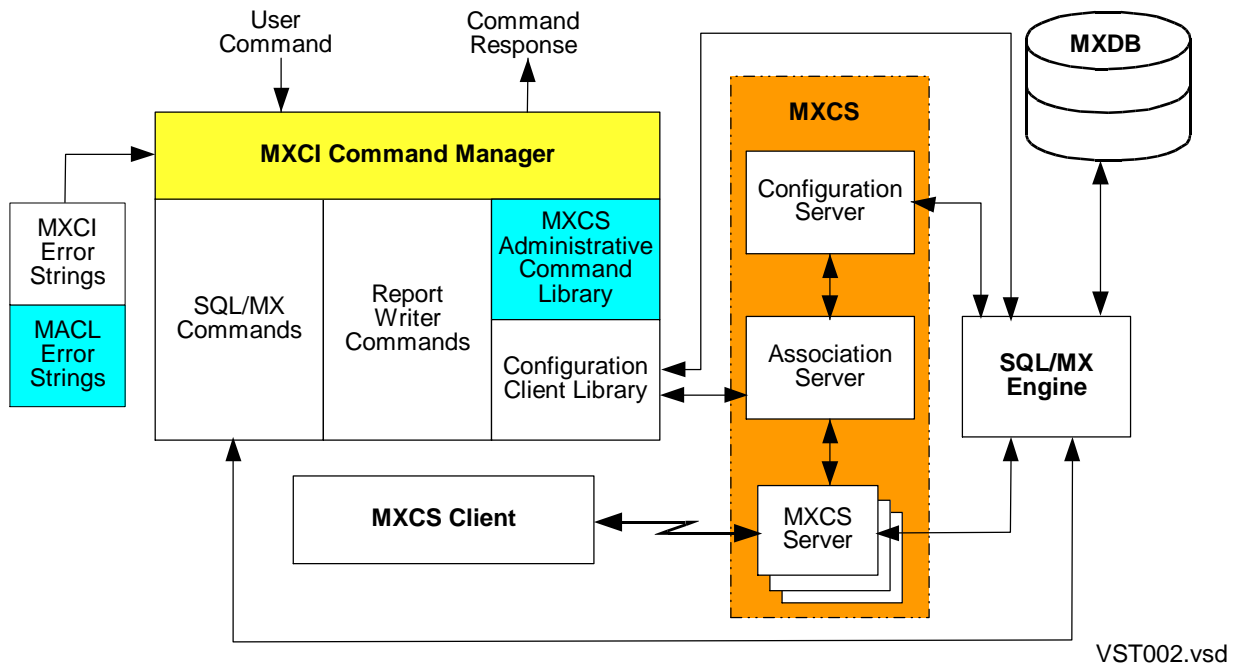 User
Command
Command
Response
MXDB
MXCS
MXCI Command Manager
Configuration
Server
MXCI
Error
Strings
MACL
Error
Strings
SQL/MX
Commands
Report
Writer
Commands
MXCS
Administrative
Command
Library
Configuration
Client Library
Association
Server
SQL/MX
Engine
MXCS Client
MXCS
Server
VST002.vsd